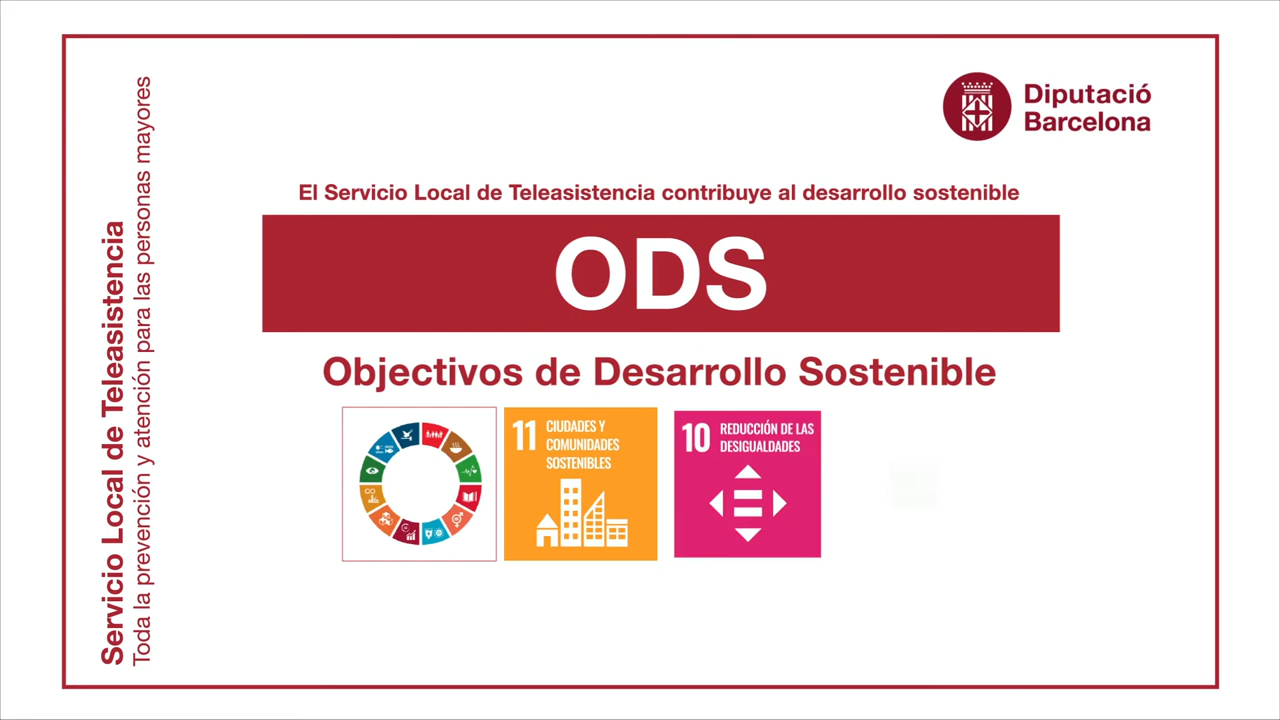 Diputació
Barcelona
El Servicio Local de Teleasistencia contribuye al desarrollo sostenible
ODS
Objectivos de Desarrollo Sostenible
11 CIUDADES Y
COMUNIDADES
SOSTENIBLES
10 REDUCCIÓN DE LAS
DESIGUALDADES
Servicio Local de Teleasistencia
Toda la prevención y atención para las personas mayores